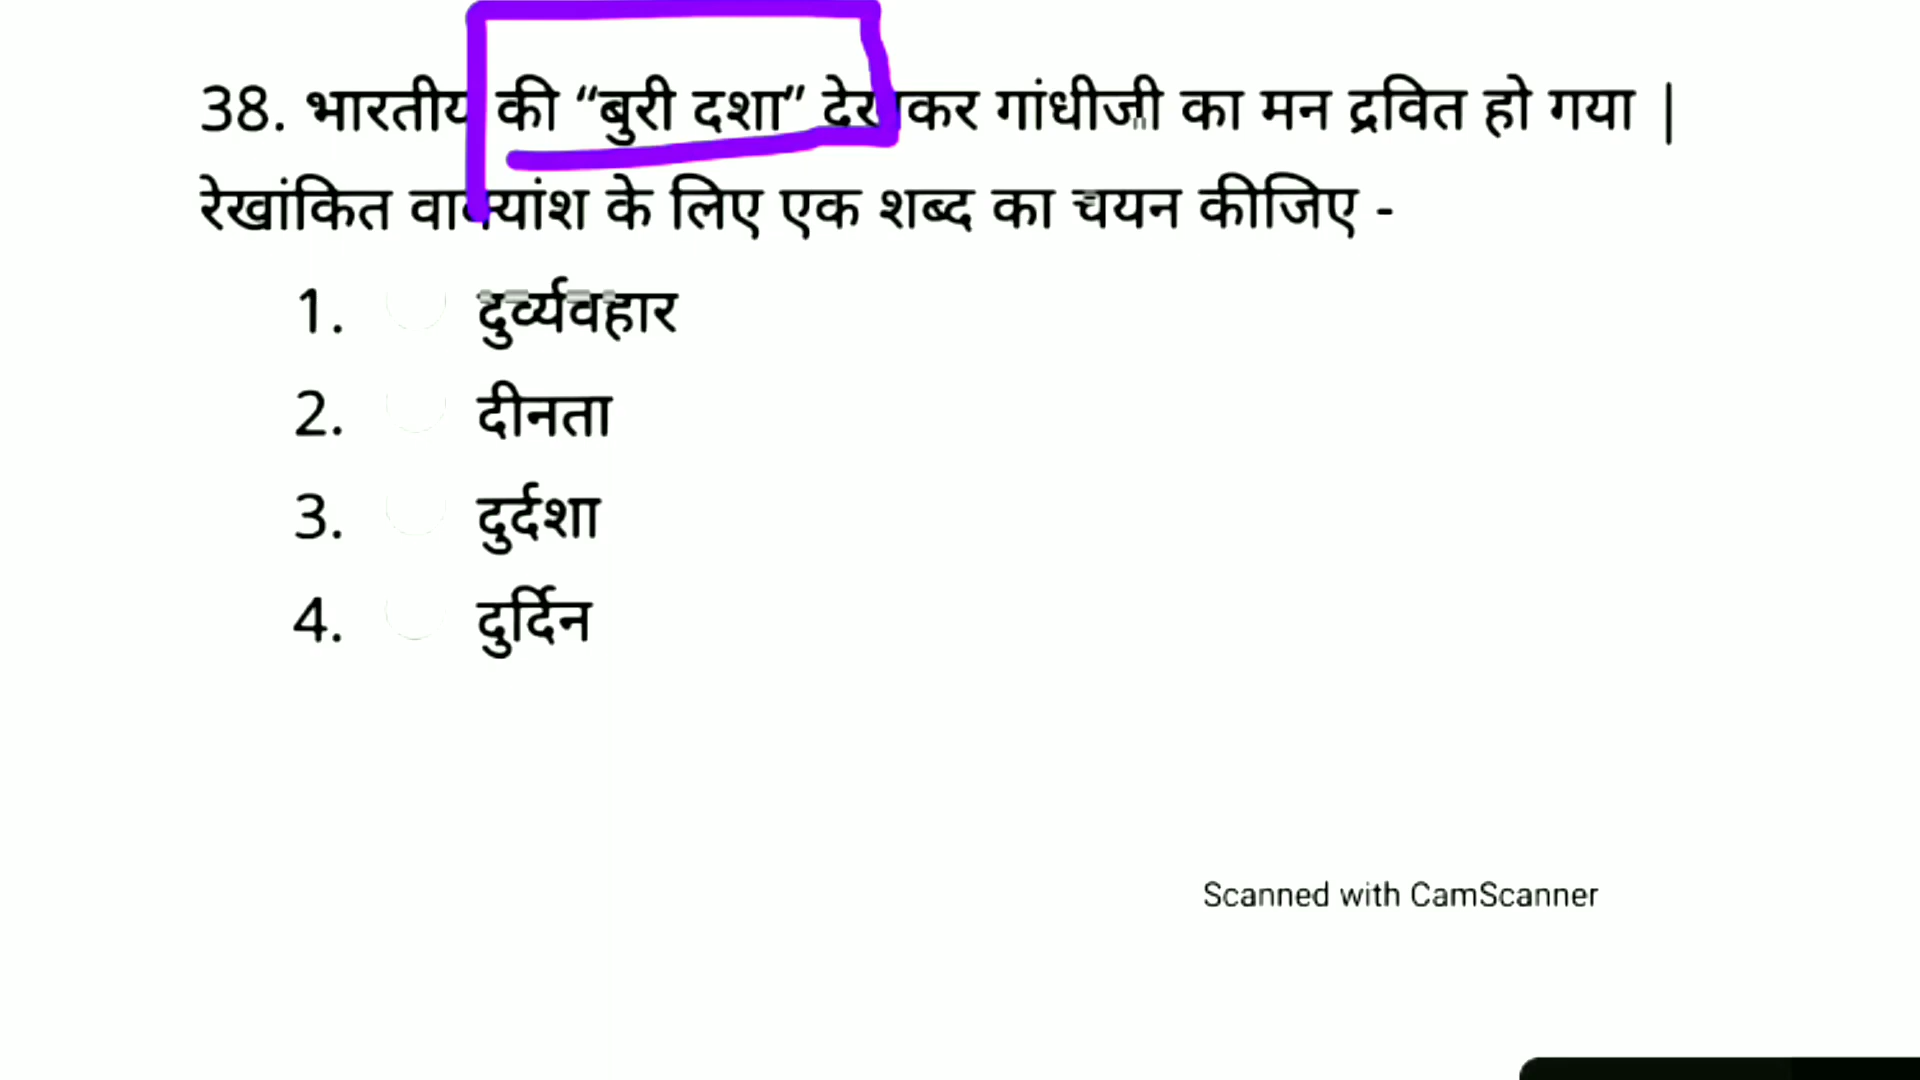 38. भारतीय की “बुरी दशा” देखकर गांधीजी का मन द्रवित हो गया |
रेखांकित वाक्यांश के लिए एक शब्द का चयन कीजिए -
1. दुर्व्यवहार
2. दीनता
3. दुर्दशा
4. दुर्दिन
Scanned with CamScanner